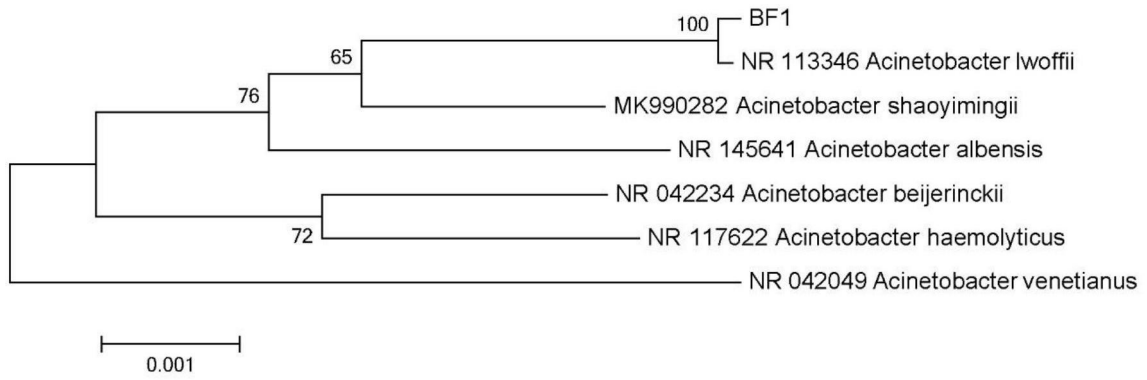 BF1
100
NR 113346 Acinetobacter lwoffii
65
MK990282 Acinetobacter shaoyimingii
76
NR 145641 Acinetobacter albensis
NR 042234 Acinetobacter beijerinckii
72
NR 117622 Acinetobacter haemolyticus
NR 042049 Acinetobacter venetianus
0.001